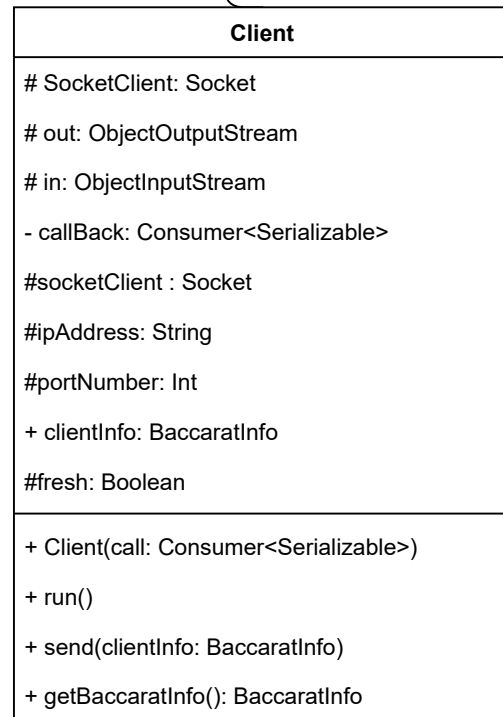 Client
# SocketClient: Socket
# out: ObjectOutputStream
# in: ObjectInputStream
- callBack: Consumer<Serializable>
#socketClient : Socket
#ipAddress: String
#portNumber: Int
+ clientInfo: BaccaratInfo
#fresh: Boolean
+ Client(call: Consumer<Serializable>)
+ run()
+ send(clientInfo: BaccaratInfo)
+ getBaccaratInfo(): BaccaratInfo